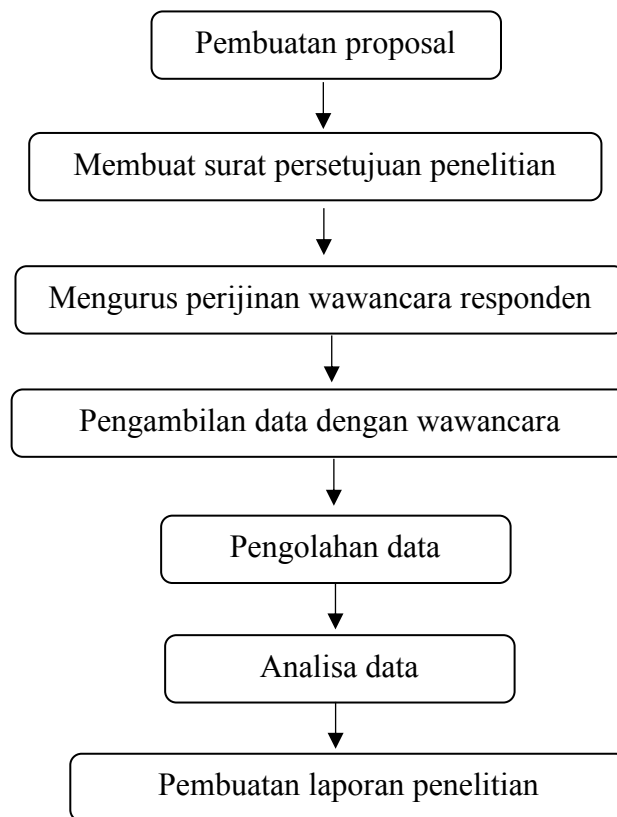 Pembuatan proposal
Membuat surat persetujuan penelitian
Mengurus perijinan wawancara responden
Pengambilan data dengan wawancara
Pengolahan data
Analisa data
Pembuatan laporan penelitian